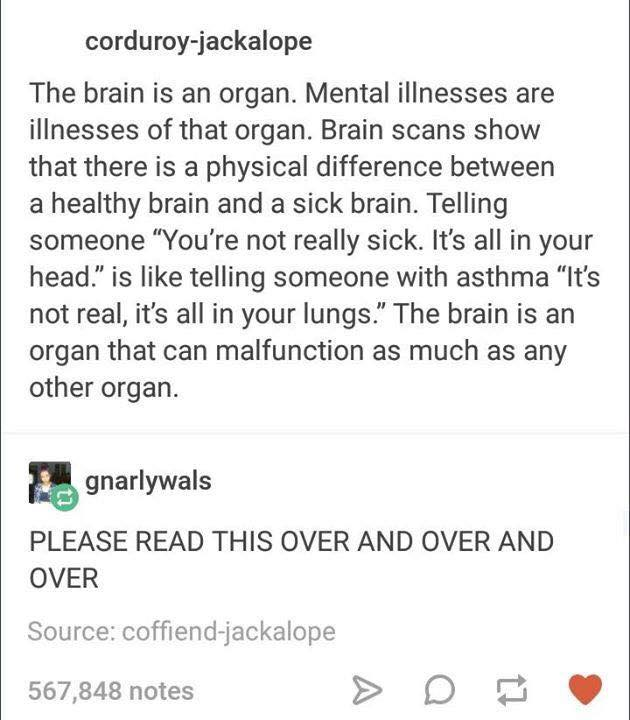 corduroy-jackalope
The brain is an organ. Mental illnesses are
illnesses of that organ. Brain scans show
that there is a physical difference between
a healthy brain and a sick brain. Telling
someone “You’re not really sick. It’s all in your
head.” is like telling someone with asthma “It’s
not real, it’s all in your lungs.” The brain is an
organ that can malfunction as much as any
other organ.
gnarlywals
PLEASE READ THIS OVER AND OVER AND
OVER
Source: coffiend-jackalope
567,848 notes